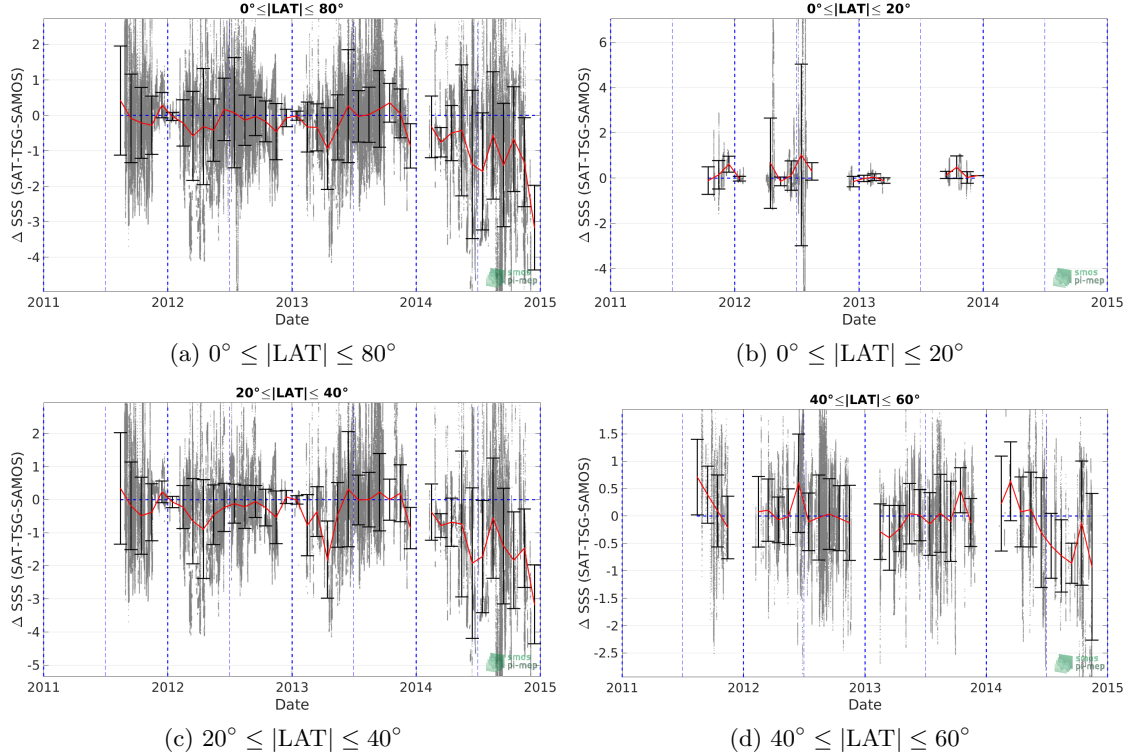 0°≤|LAT|≤ 80°
Δ SSS (SAT-TSG-SAMOS)
2
1
0
-1
-2
-3
-4
smos
pi-mep
2011 2012 2013 2014 2015
Date
(a) 0° ≤ |LAT| ≤ 80°
0°≤|LAT|≤ 20°
Δ SSS (SAT-TSG-SAMOS)
6
4
2
0
-2
-4
smos
pi-mep
2011 2012 2013 2014 2015
Date
(b) 0° ≤ |LAT| ≤ 20°
20°≤|LAT|≤ 40°
Δ SSS (SAT-TSG-SAMOS)
2
1
0
-1
-2
-3
-4
-5
smos
pi-mep
2011 2012 2013 2014 2015
Date
(c) 20° ≤ |LAT| ≤ 40°
40°≤|LAT|≤ 60°
Δ SSS (SAT-TSG-SAMOS)
1.5
1
0.5
0
-0.5
-1
-1.5
-2
-2.5
smos
pi-mep
2011 2012 2013 2014 2015
Date
(d) 40° ≤ |LAT| ≤ 60°